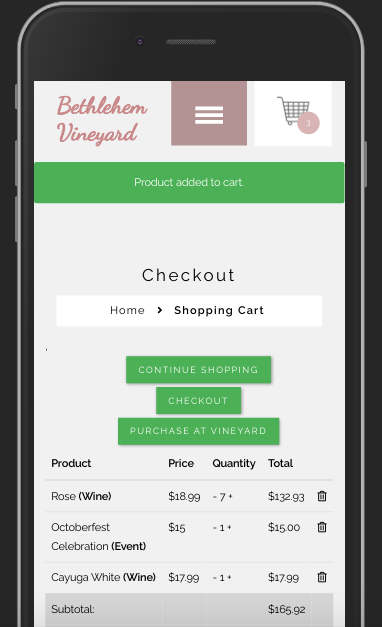 Bethlehem
Vineyard
3
Product added to cart.
Checkout
Home > Shopping Cart
.
CONTINUE SHOPPING
CHECKOUT
PURCHASE AT VINEYARD
Product Price Quantity Total
Rose (Wine) $18.99 - 7 + $132.93
Octoberfest $15 - 1 + $15.00
Celebration (Event)
Cayuga White (Wine) $17.99 - 1 + $17.99
Subtotal: $165.92